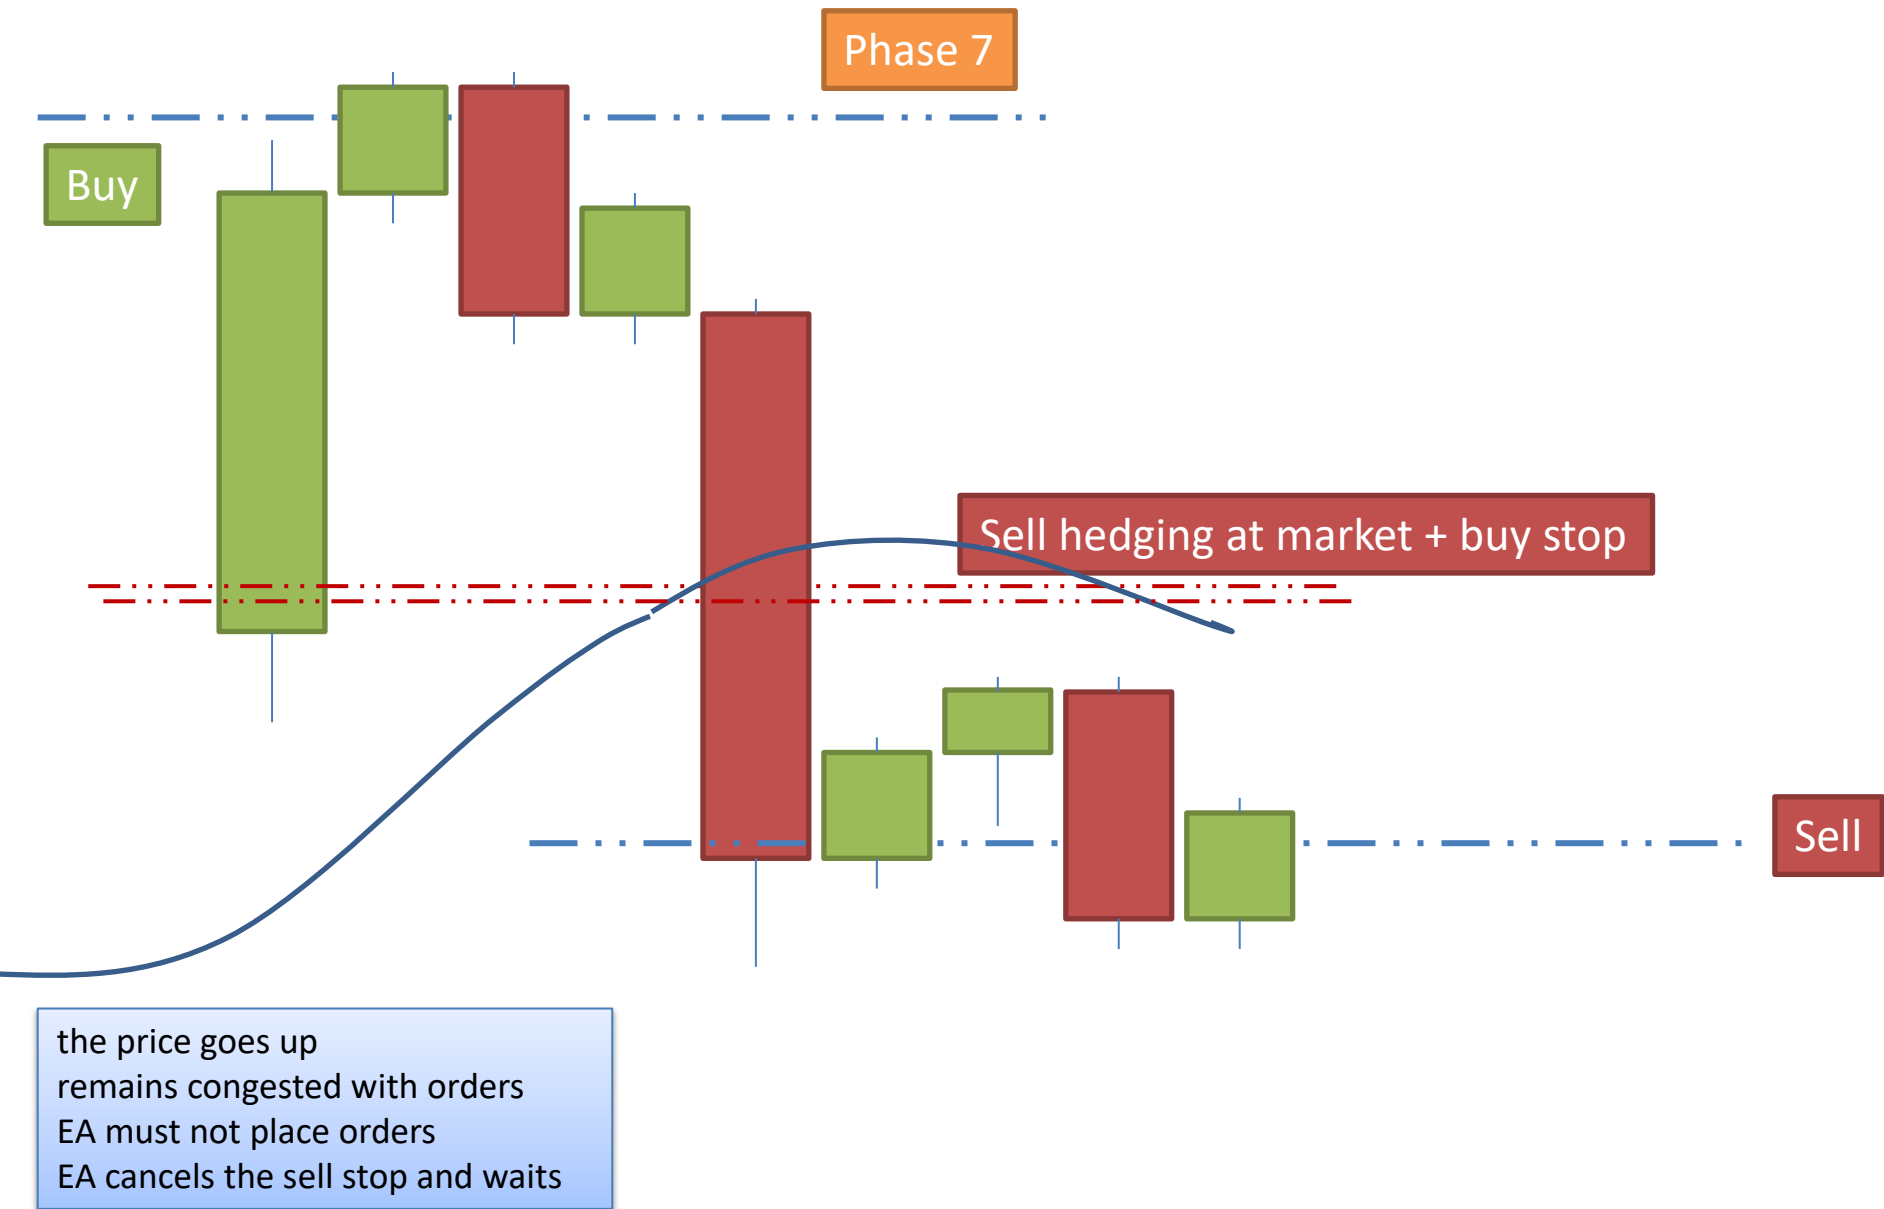 Phase 7
Buy
Sell hedging at market + buy stop
Sell
the price goes up
remains congested with orders
EA must not place orders
EA cancels the sell stop and waits